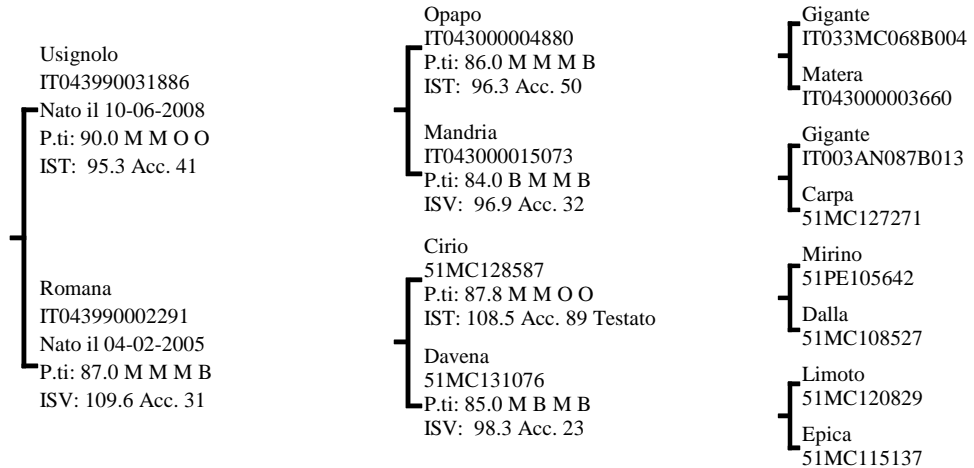 Usignolo
IT043990031886
Nato il 10-06-2008
P.ti: 90.0 M M O O
IST: 95.3 Acc. 41
Romana
IT043990002291
Nato il 04-02-2005
P.ti: 87.0 M M M B
ISV: 109.6 Acc. 31
Opapo
IT043000004880
P.ti: 86.0 M M M B
IST: 96.3 Acc. 50
Mandria
IT043000015073
P.ti: 84.0 B M M B
ISV: 96.9 Acc. 32
Cirio
51MC128587
P.ti: 87.8 M M O O
IST: 108.5 Acc. 89 Testato
Davena
51MC131076
P.ti: 85.0 M B M B
ISV: 98.3 Acc. 23
Gigante
IT033MC068B004
Matera
IT043000003660
Gigante
IT003AN087B013
Carpa
51MC127271
Mirino
51PE105642
Dalla
51MC108527
Limoto
51MC120829
Epica
51MC115137